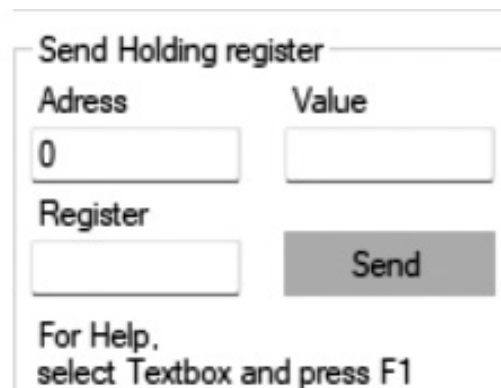 Send Holding register
Adress Value
0
Register
Send
For Help,
select Textbox and press F1